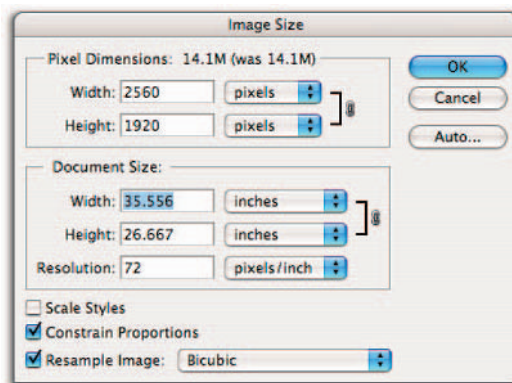 Image Size
Pixel Dimensions: 14.1M (was 14.1M)
Width: 2560 pixels
Height: 1920 pixels
Document Size:
Width: 35.556 inches
Height: 26.667 inches
Resolution: 72 pixels/inch
Scale Styles
Constrain Proportions
Resample Image: Bicubic
OK
Cancel
Auto...